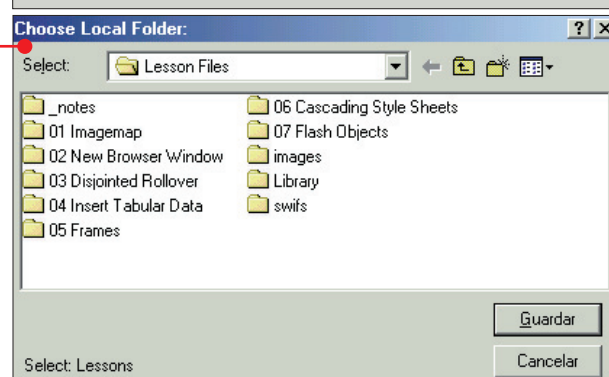 Choose Local Folder:
Select: Lesson Files
_notes
01 Imagemap
02 New Browser Window
03 Disjointed Rollover
04 Insert Tabular Data
05 Frames
06 Cascading Style Sheets
07 Flash Objects
images
Library
swifs
Guardar
Select: Lessons
Cancelar